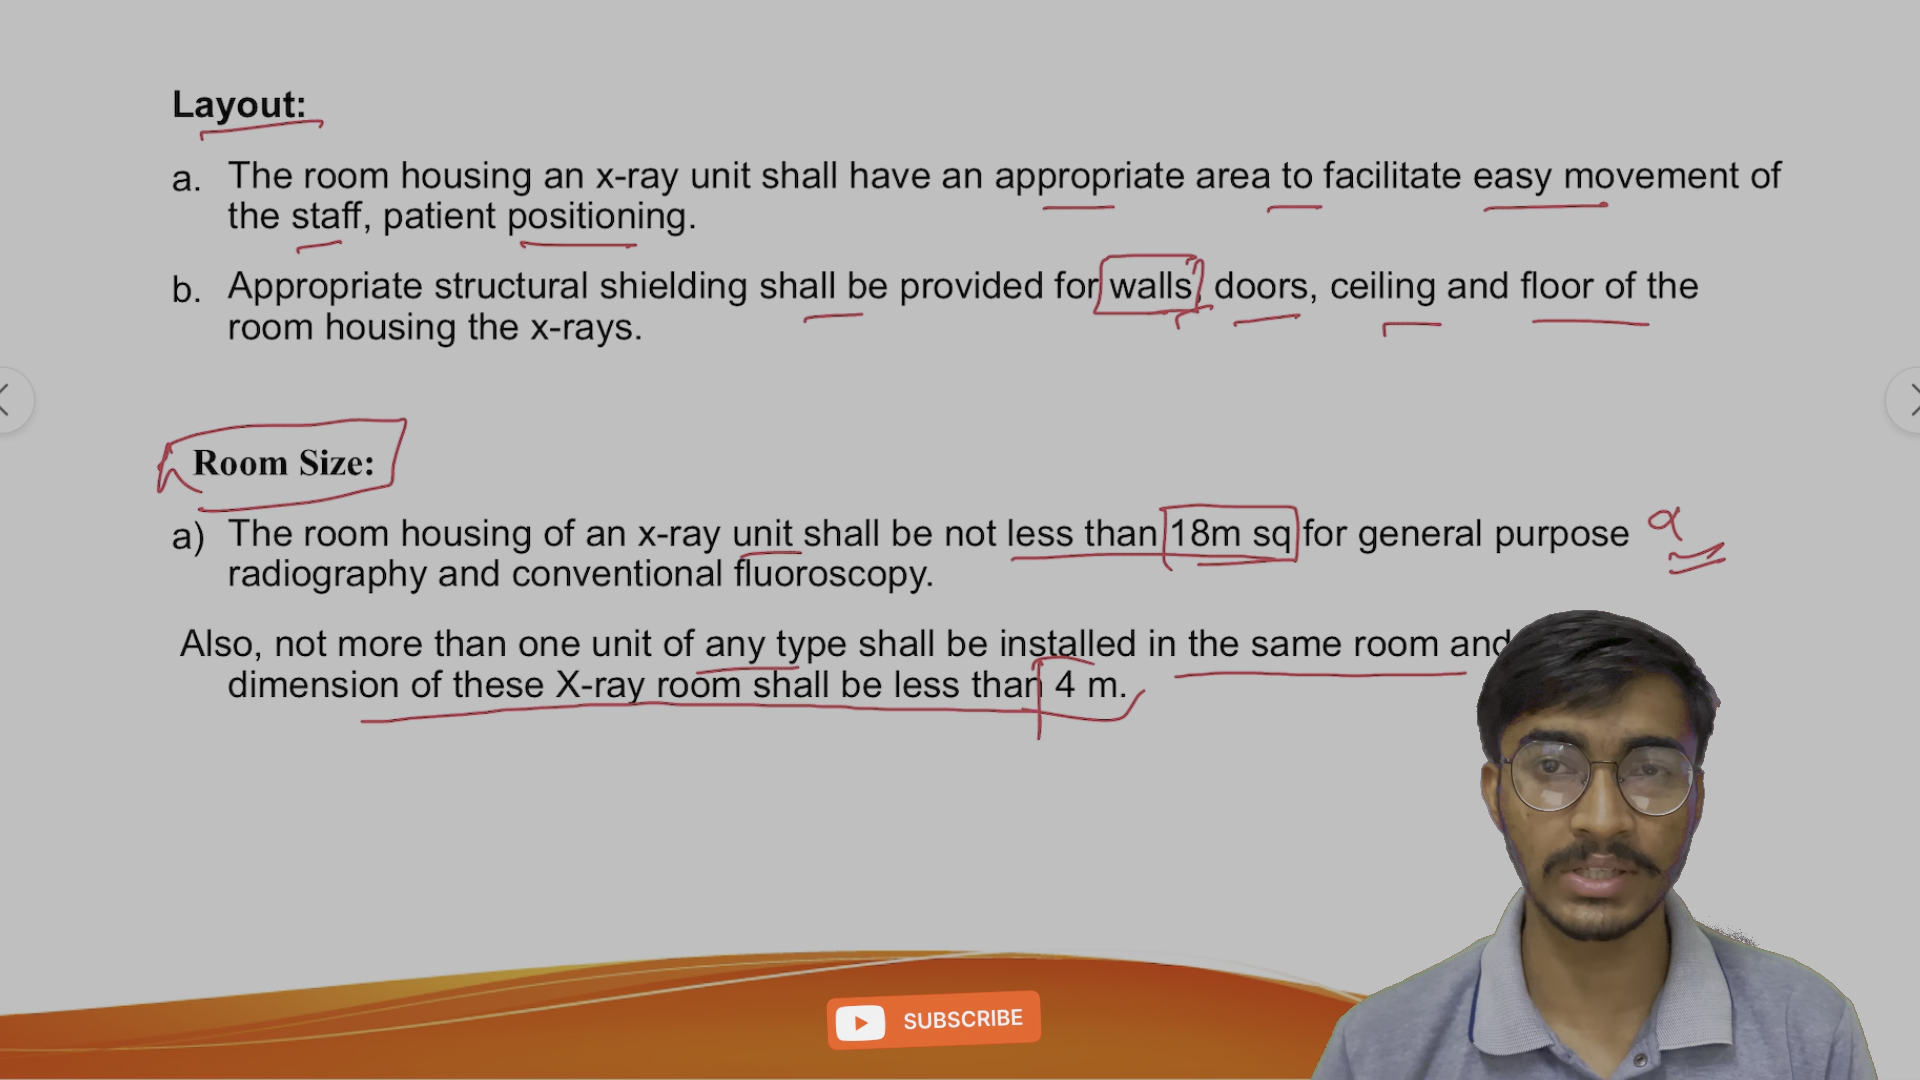 Layout:
a. The room housing an x-ray unit shall have an appropriate area to facilitate easy movement of
the staff, patient positioning.
b. Appropriate structural shielding shall be provided for walls, doors, ceiling and floor of the
room housing the x-rays.
Room Size:
a) The room housing of an x-ray unit shall be not less than 18m sq for general purpose
radiography and conventional fluoroscopy.
Also, not more than one unit of any type shall be installed in the same room and
dimension of these X-ray room shall be less than 4 m.
SUBSCRIBE